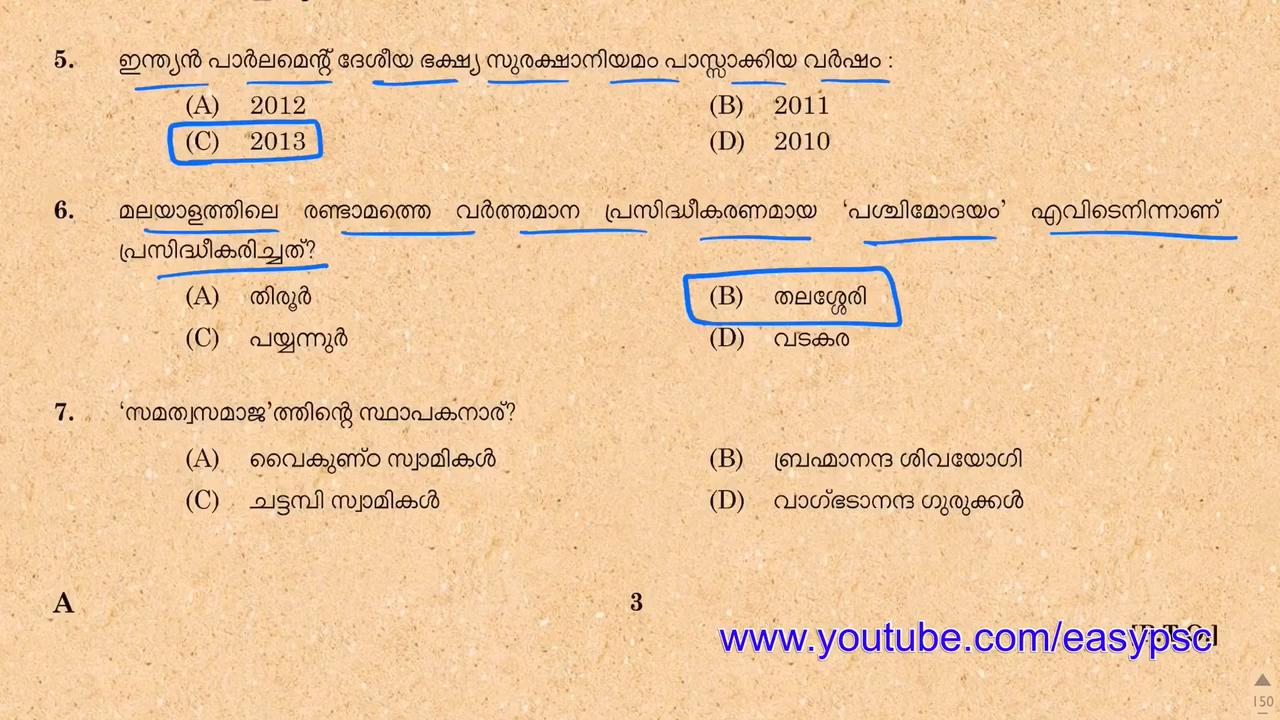 5. ഇന്ത്യൻ പാർലമെന്റ് ദേശീയ ഭക്ഷ്യ സുരക്ഷാനിയമം പാസ്സാക്കിയ വർഷം :
(A) 2012 (B) 2011
(C) 2013 (D) 2010
6. മലയാളത്തിലെ രണ്ടാമത്തെ വർത്തമാന പ്രസിദ്ധീകരണമായ ‘പശ്ചിമോദയം’ എവിടെനിന്നാണ്
പ്രസിദ്ധീകരിച്ചത്?
(A) തിരൂർ (B) തലശ്ശേരി
(C) പയ്യന്നുർ (D) വടകര
7. ‘സമത്വസമാജ’ത്തിന്റെ സ്ഥാപകനാര്?
(A) വൈകുണ്ഠ സ്വാമികൾ (B) ബ്രഹ്മാനന്ദ ശിവയോഗി
(C) ചട്ടമ്പി സ്വാമികൾ (D) വാഗ്ഭടാനന്ദ ഗുരുക്കൾ
A 3
[P.T.O.]
www.youtube.com/easypsc
150